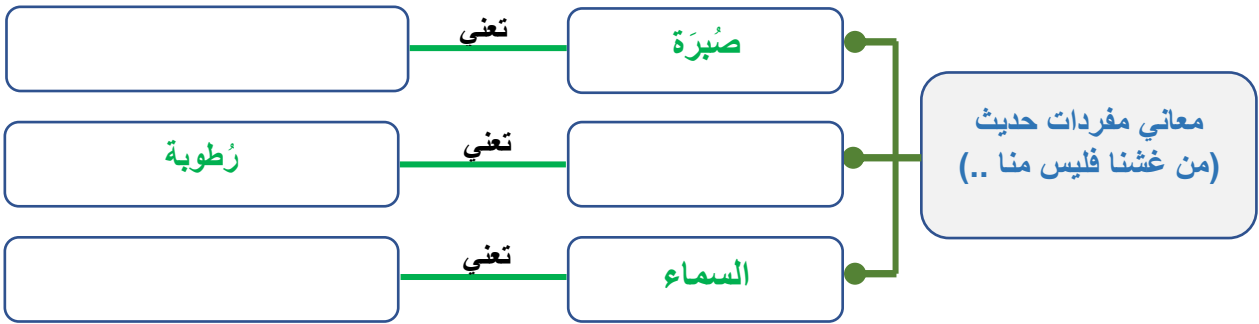 معاني مفردات حديث
(من غشنا فليس منا ..)
صُبرَة
تعني
تعني
رُطوبة
السماء
تعني